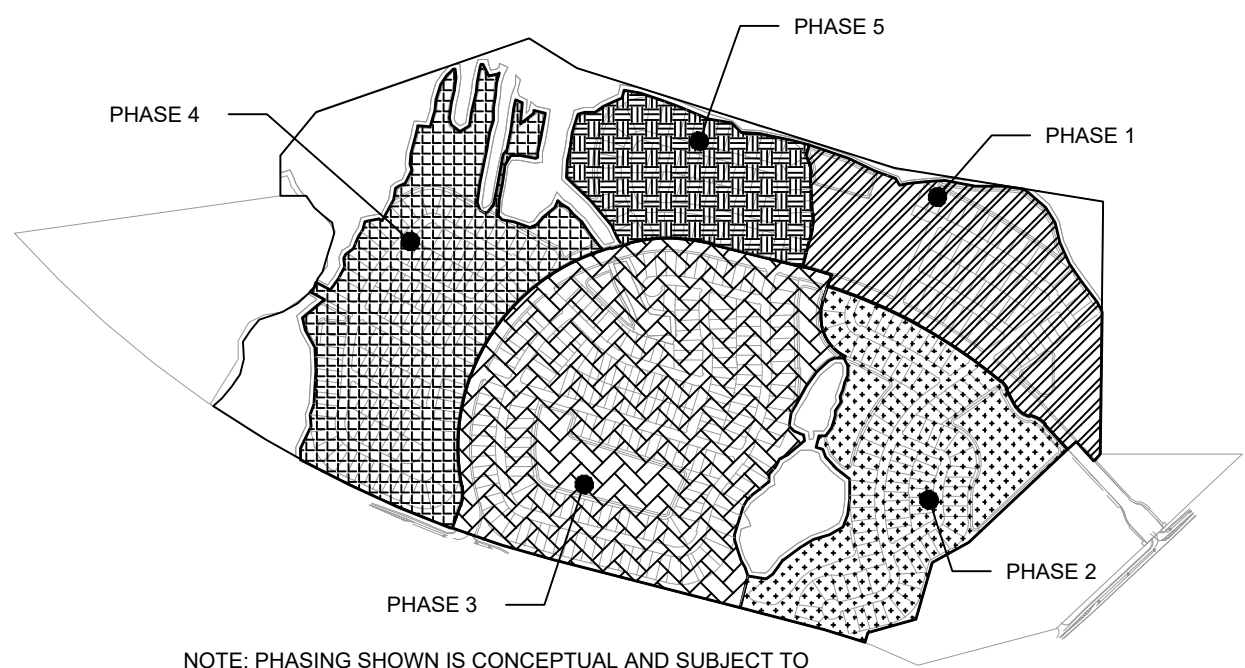 PHASE 5
PHASE 4
PHASE 1
PHASE 2
PHASE 3
NOTE: PHASING SHOWN IS CONCEPTUAL AND SUBJECT TO